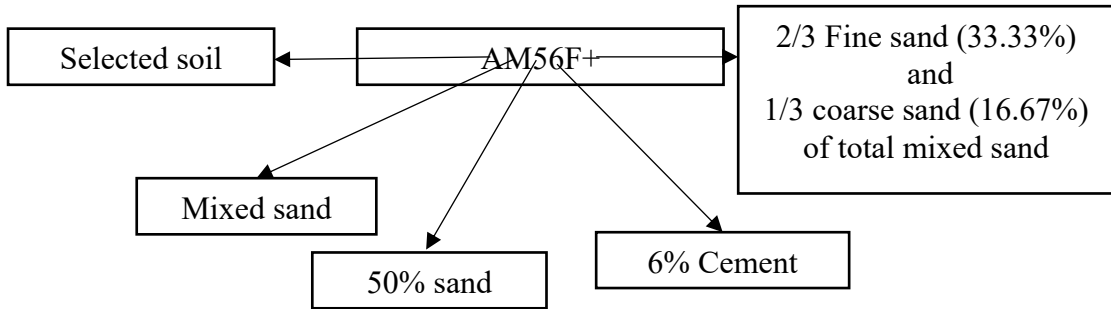 Selected soil
AM56F+
2/3 Fine sand (33.33%)
and
1/3 coarse sand (16.67%)
of total mixed sand
Mixed sand
50% sand
6% Cement